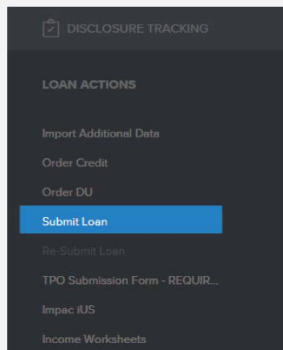 DISCLOSURE TRACKING
LOAN ACTIONS
Import Additional Data
Order Credit
Order DU
Submit Loan
Re-Submit Loan
TPO Submission Form - REQUIR...
Impac iUS
Income Worksheets